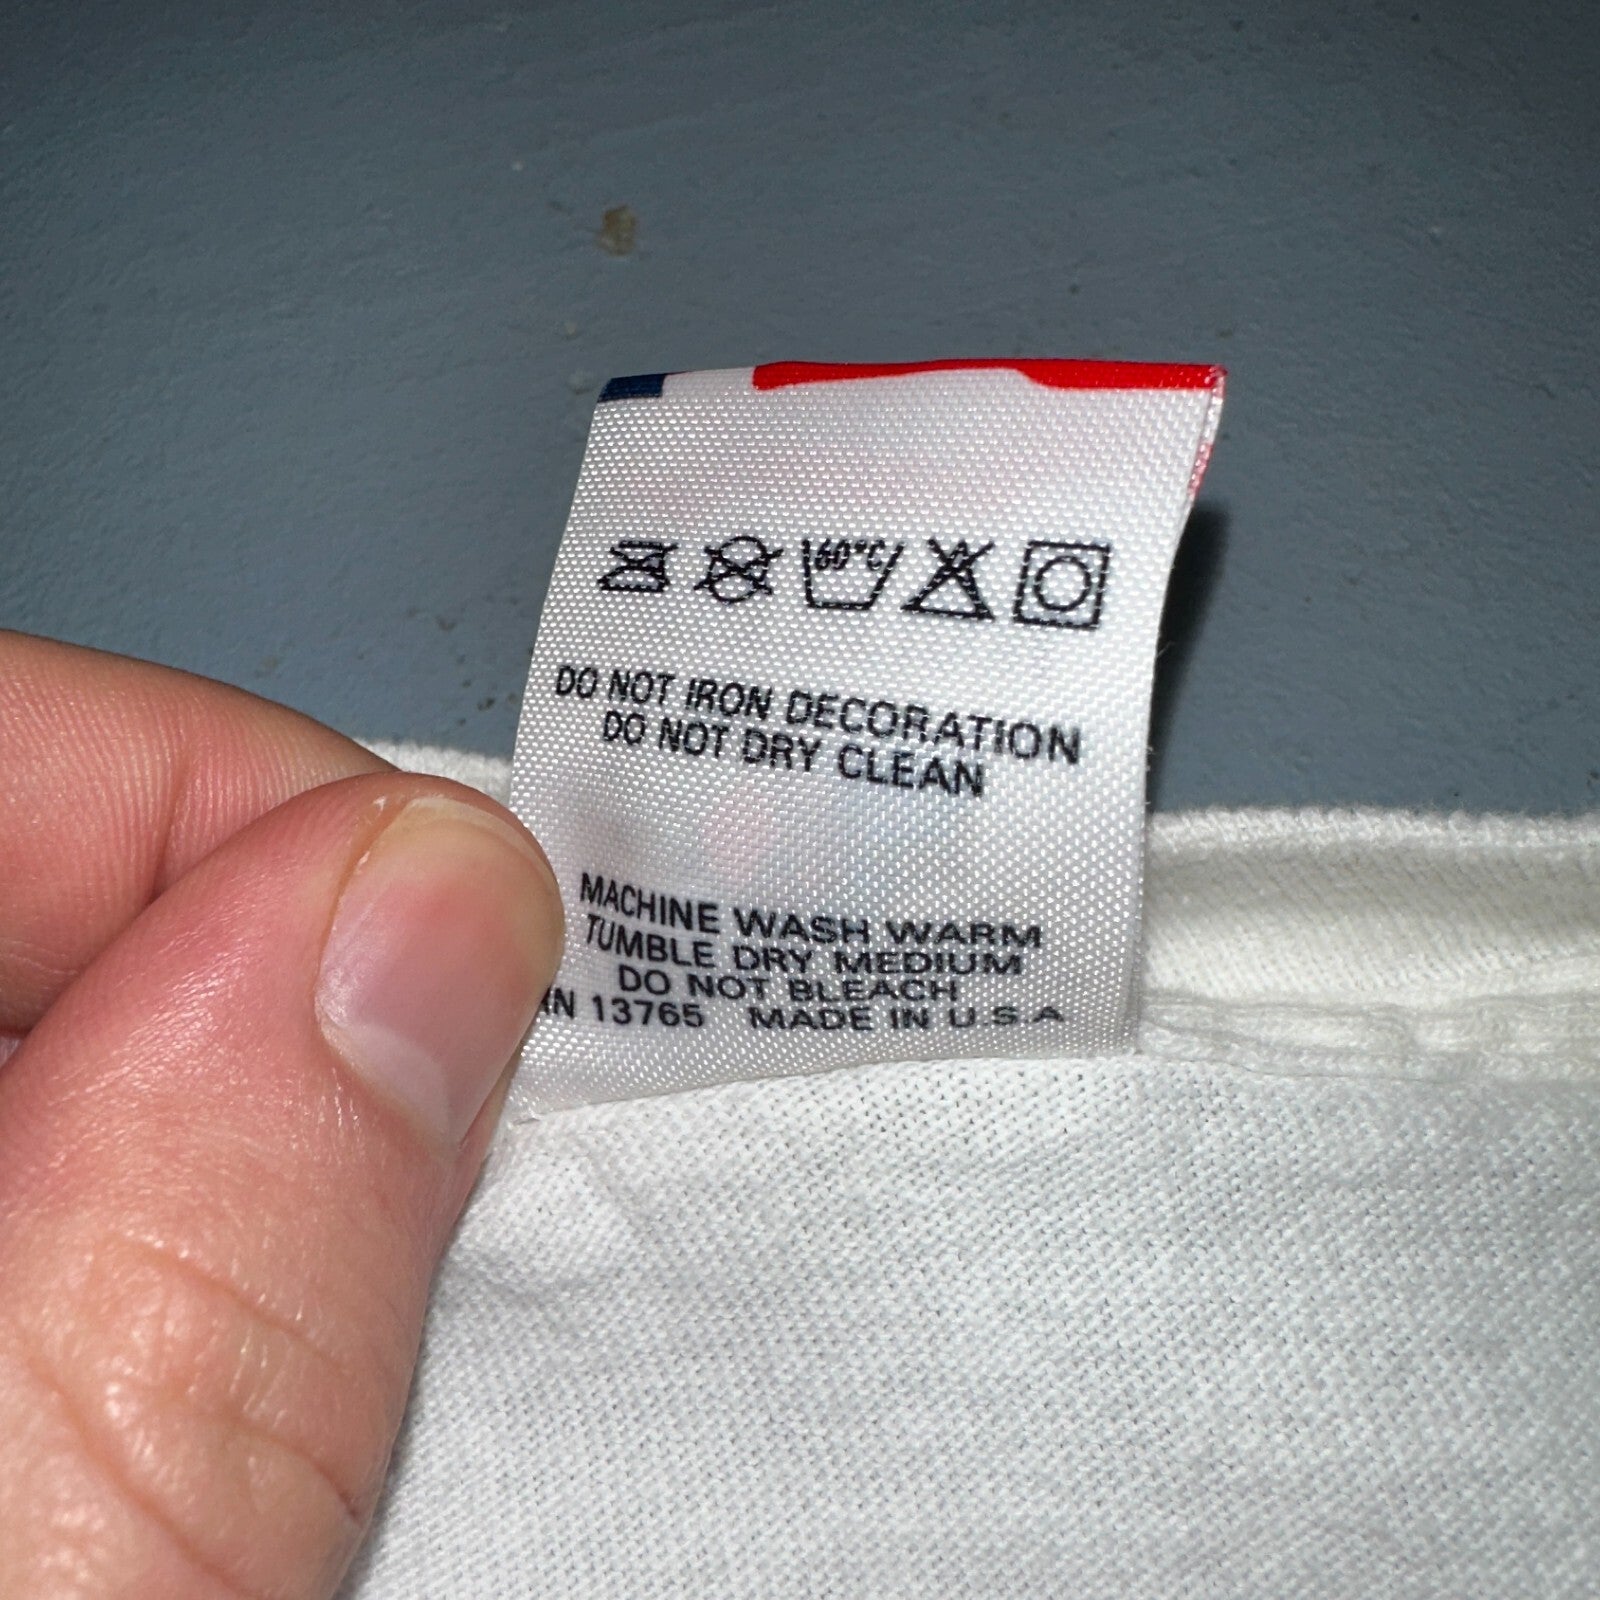 60°C
DO NOT IRON DECORATION
DO NOT DRY CLEAN
MACHINE WASH WARM
TUMBLE DRY MEDIUM
DO NOT BLEACH
N 13765 MADE IN U.S.A